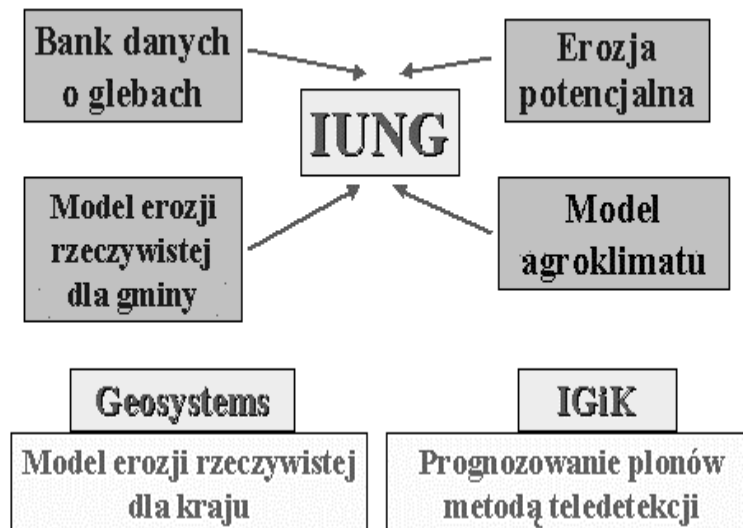 Bank danych
o glebach
Erozja
potencjalna
IUNG
Model erozji
rzeczywistej
dla gminy
Model
agroklimatu
Geosystems
Model erozji rzeczywistej
dla kraju
IGiK
Prognozowanie plonów
metodą teledetekcji